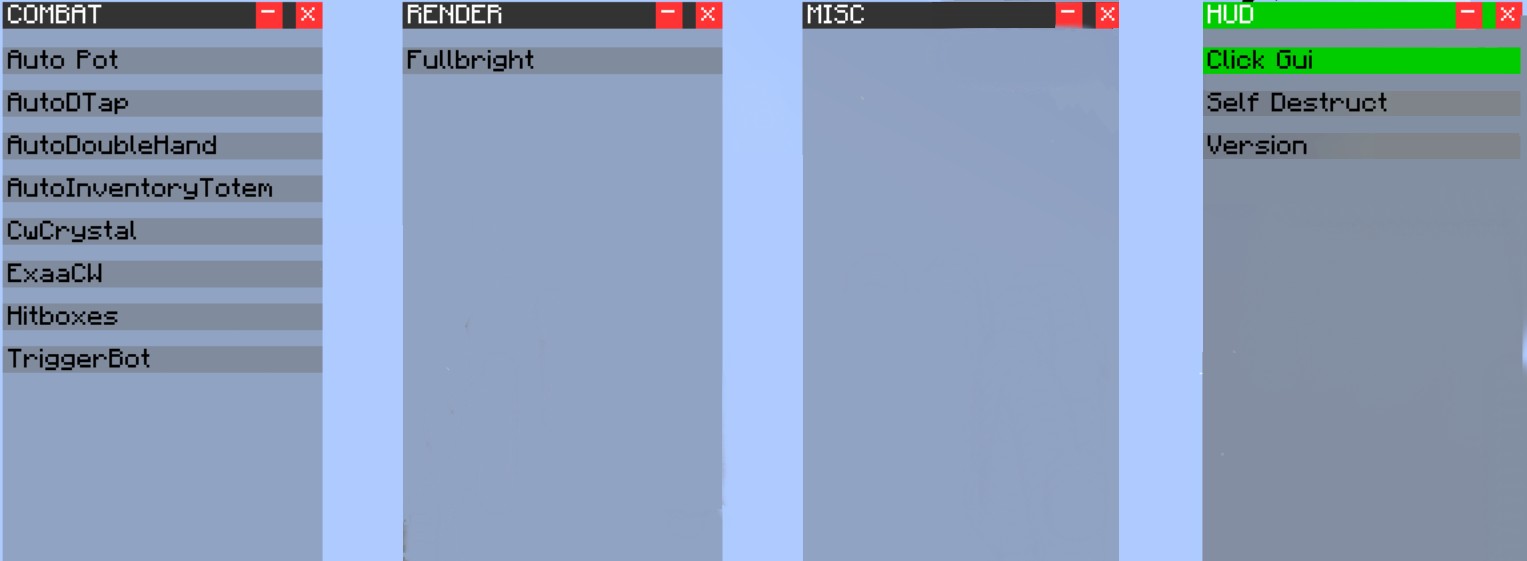 COMBAT
Auto Pot
AutoDTap
AutoDoubleHand
AutoInventoryTotem
CwCrystal
ExaaCW
Hitboxes
TriggerBot
RENDER
Fullbright
MISC
HUD
Click Gui
Self Destruct
Version